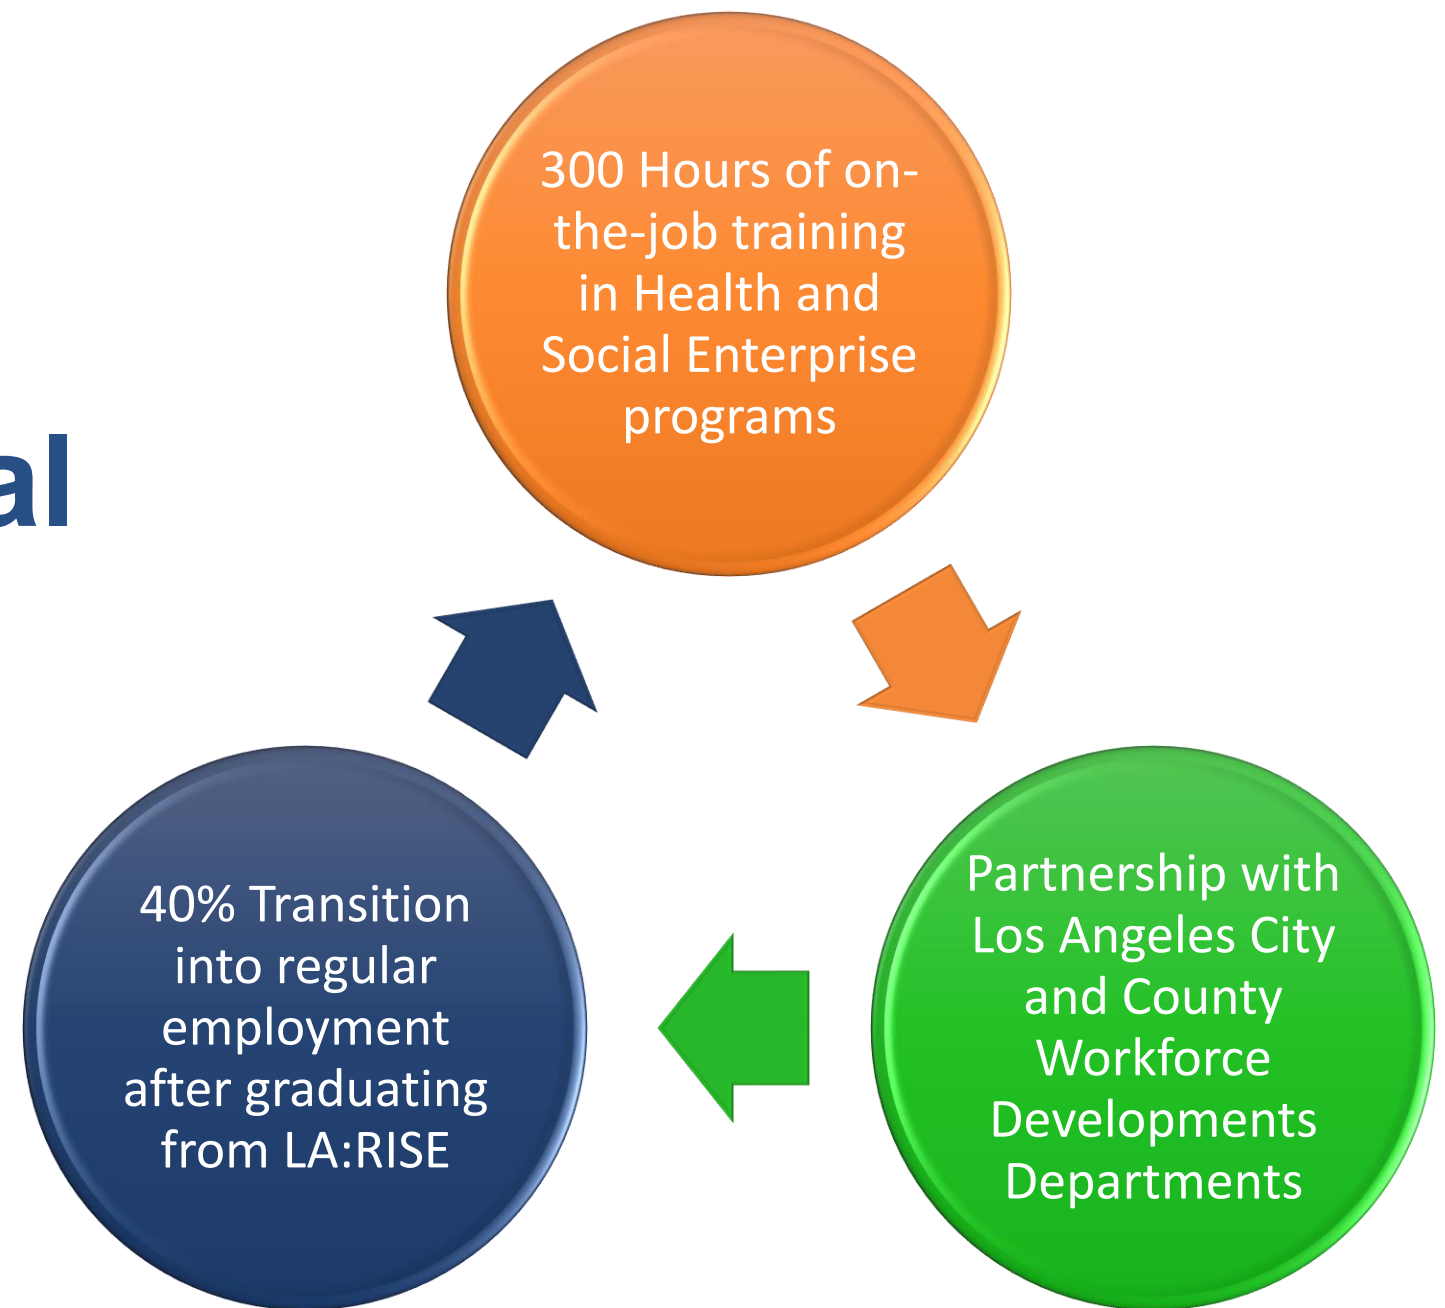 300 Hours of on-
the-job training
in Health and
Social Enterprise
programs
al
Partnership with
Los Angeles City
and County
Workforce
Developments
Departments
40% Transition
into regular
employment
after graduating
from LA:RISE